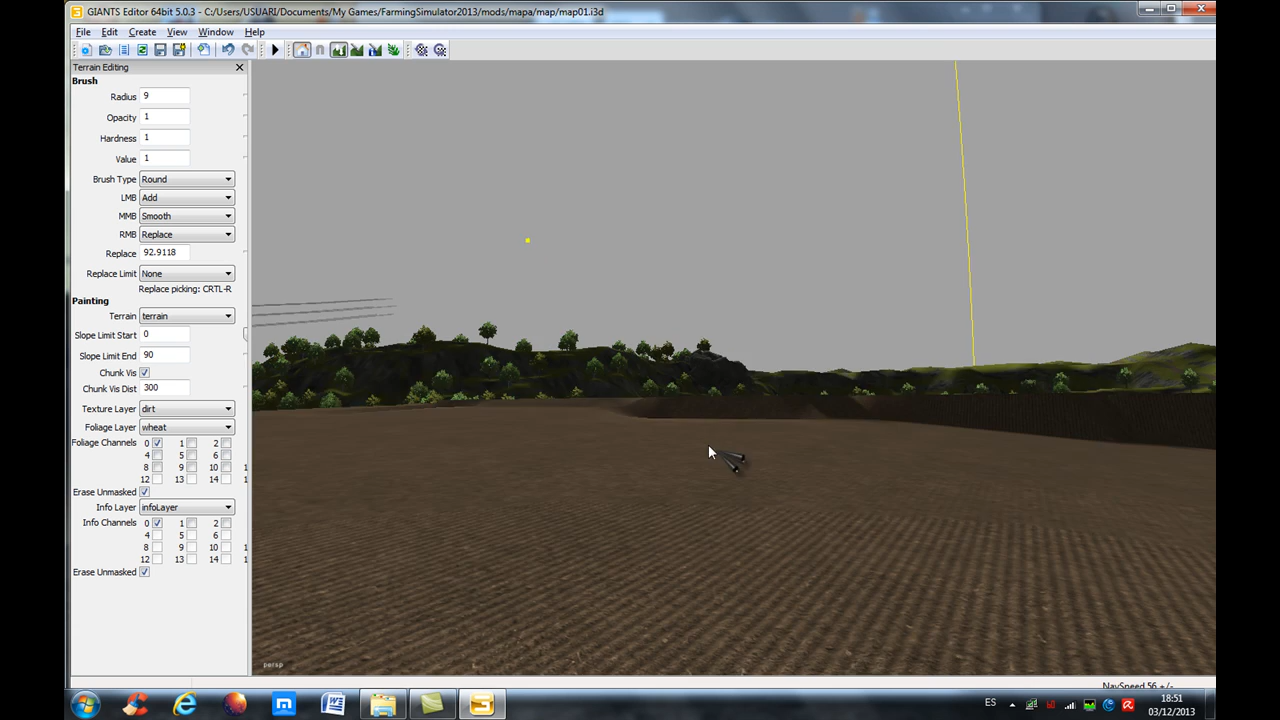 GIANTS Editor 64bit 5.0.3 - C:/Users/USUARI/Documents/My Games/FarmingSimulator2013/mods/mapa/map/map01.i3d
File Edit Create View Window Help
Terrain Editing
Brush
Radius 9
Opacity 1
Hardness 1
Value 1
Brush Type Round
LMB Add
MMB Smooth
RMB Replace
Replace 92.9118
Replace Limit None
Replace picking: CRTL-R
Painting
Terrain terrain
Slope Limit Start 0
Slope Limit End 90
Chunk Vis
Chunk Vis Dist 300
Texture Layer dirt
Foliage Layer wheat
Foliage Channels 0 1 2
4 5 6
8 9 10 1
12 13 14 1
Erase Unmasked
Info Layer infoLayer
Info Channels 0 1 2
4 5 6
8 9 10 1
12 13 14 1
Erase Unmasked
persp
NavSpeed 56 +/-
ES
18:51
03/12/2013